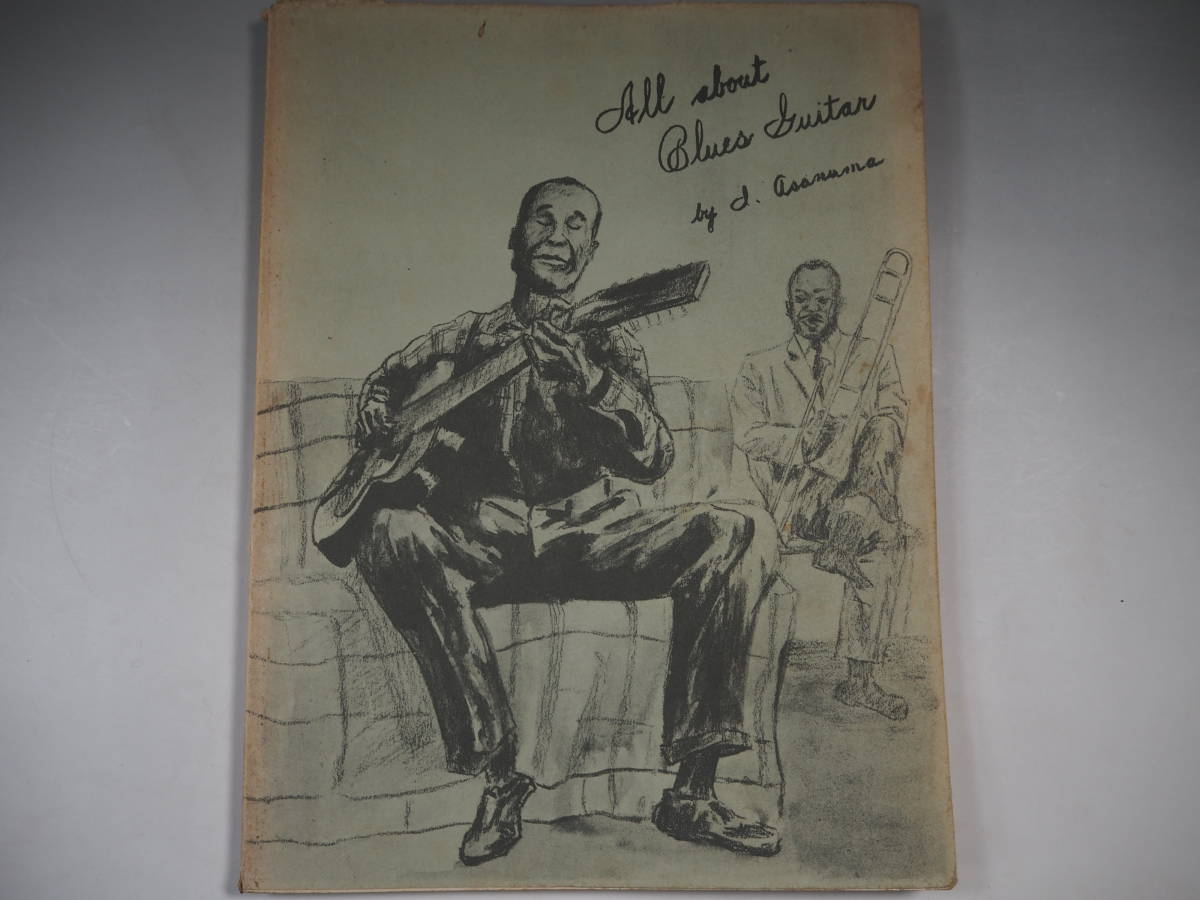 All about
Blues Guitar
by I. Asanuma